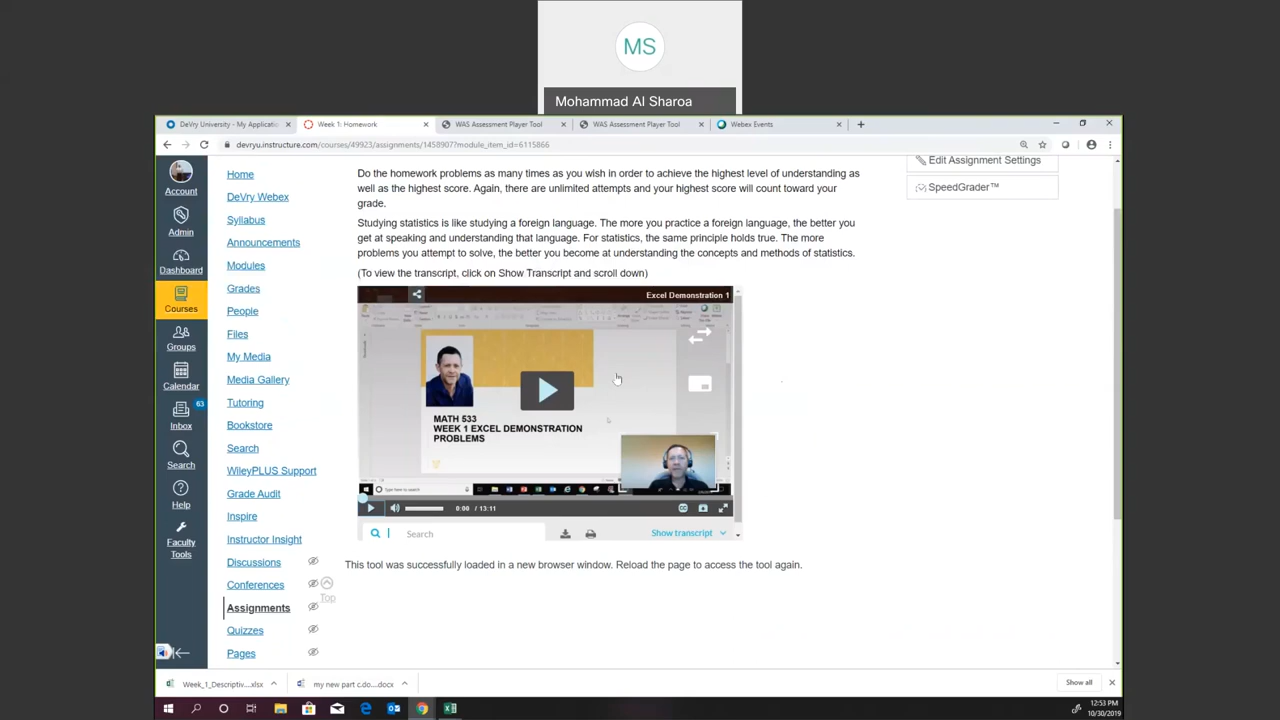 MS
Mohammad Al Sharoa
DeVry University - My Applicatio
Week 1: Homework
WAS Assessment Player Tool
WAS Assessment Player Tool
Webex Events
devryu.instructure.com/courses/49923/assignments/1458907?module_item_id=6115866
Account
Admin
Dashboard
Courses
Groups
Calendar
63
Inbox
Search
Help
Faculty
Tools
Home
DeVry Webex
Syllabus
Announcements
Modules
Grades
People
Files
My Media
Media Gallery
Tutoring
Bookstore
Search
WileyPLUS Support
Grade Audit
Inspire
Instructor Insight
Discussions
Conferences
Assignments
Quizzes
Pages
Top
Do the homework problems as many times as you wish in order to achieve the highest level of understanding
as well as the highest score. Again, there are unlimited attempts and your highest score will count toward your
grade.
Studying statistics is like studying a foreign language. The more you practice a foreign language, the better you
get at speaking and understanding that language. For statistics, the same principle holds true. The more
problems you attempt to solve, the better you become at understanding the concepts and methods of statistics.
(To view the transcript, click on Show Transcript and scroll down)
Excel Demonstration 1
MATH 533
WEEK 1 EXCEL DEMONSTRATION
PROBLEMS
Type here to search
0:00 / 13:11
Search
Show transcript
This tool was successfully loaded in a new browser window. Reload the page to access the tool again.
Edit Assignment Settings
SpeedGrader™
Week_1_Descriptiv....xlsx
my new part c.do....docx
Show all
12:53 PM
10/30/2019